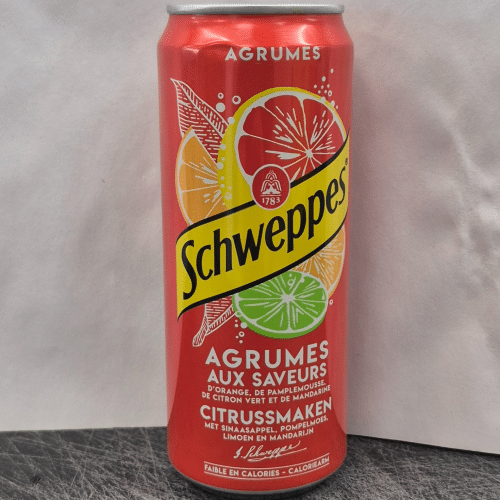 AGRUMES
1783
Schweppes®
AGRUMES
AUX SAVEURS
D'ORANGE, DE PAMPLEMOUSSE,
DE CITRON VERT ET DE MANDARINE
CITRUSSMAKEN
MET SINAASAPPEL, POMPELMOES,
LIMOEN EN MANDARIJN
J. Schweppe
FAIBLE EN CALORIES - CALORIEARM